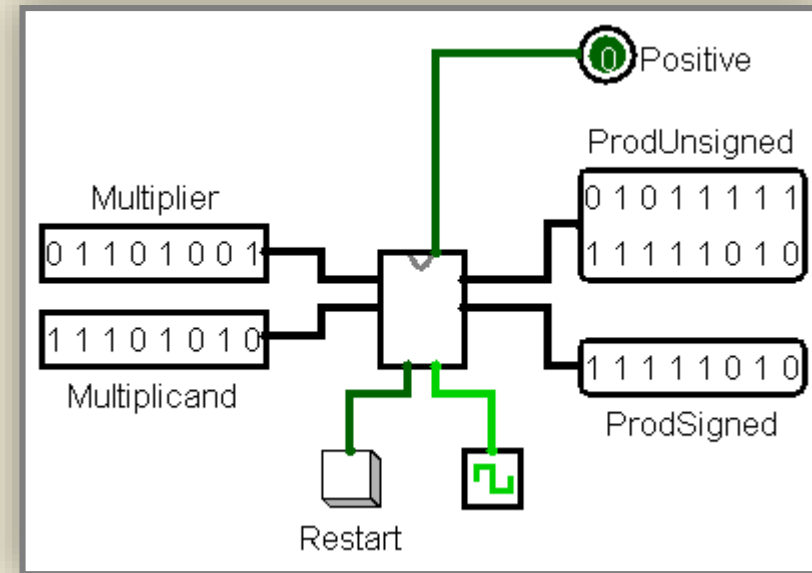 0 Positive
ProdUnsigned
0 1 0 1 1 1 1 1
1 1 1 1 1 0 1 0
Multiplier
0 1 1 0 1 0 0 1
1 1 1 0 1 0 1 0
Multiplicand
1 1 1 1 1 0 1 0
ProdSigned
Restart